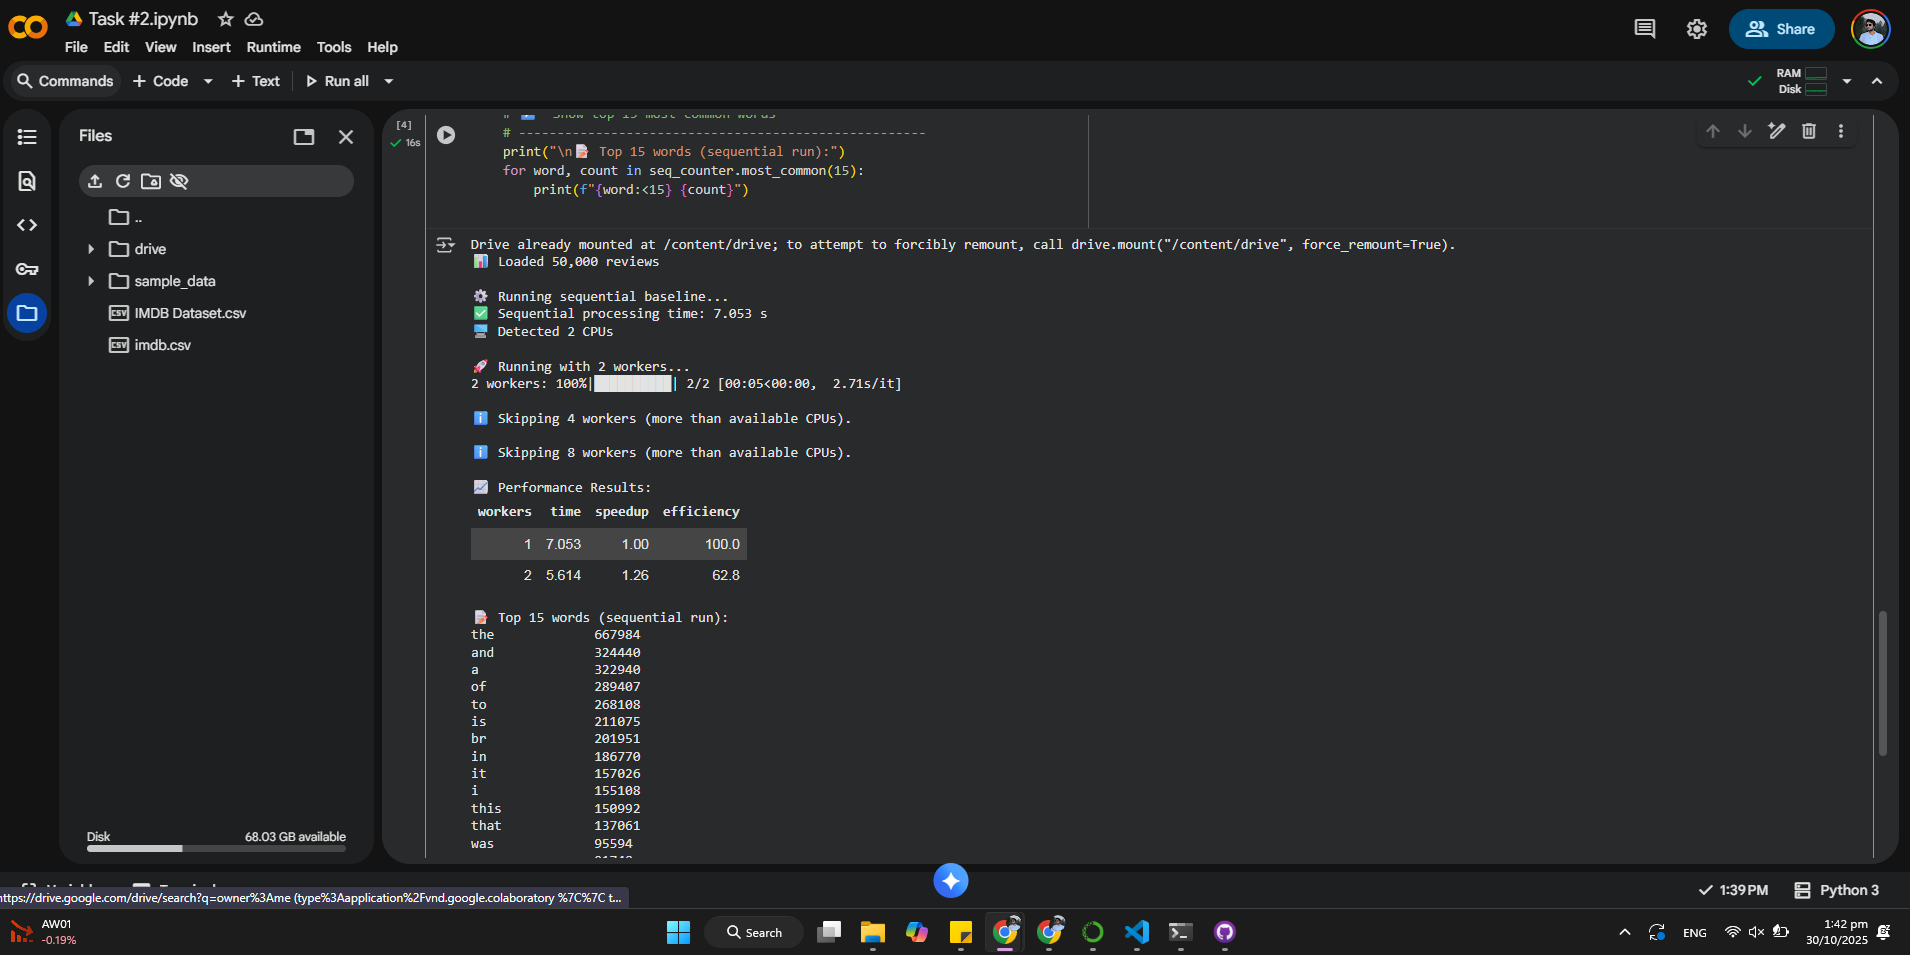 Task #2.ipynb
File Edit View Insert Runtime Tools Help
Share
Commands + Code + Text Run all
RAM
Disk
Files
..
drive
sample_data
IMDB Dataset.csv
imdb.csv
Disk 68.03 GB available
[4]
16s
# Show top 15 most common words
# -----------------------------------------------------
print("\n📝 Top 15 words (sequential run):")
for word, count in seq_counter.most_common(15):
    print(f"{word:<15} {count}")
Drive already mounted at /content/drive; to attempt to forcibly remount, call drive.mount("/content/drive", force_remount=True).
📊 Loaded 50,000 reviews
⚙️ Running sequential baseline...
✅ Sequential processing time: 7.053 s
💻 Detected 2 CPUs
🚀 Running with 2 workers...
2 workers: 100%|██████████| 2/2 [00:05<00:00,  2.71s/it]
ℹ️ Skipping 4 workers (more than available CPUs).
ℹ️ Skipping 8 workers (more than available CPUs).
📈 Performance Results:
workers time speedup efficiency
1 7.053 1.00 100.0
2 5.614 1.26 62.8
📝 Top 15 words (sequential run):
the 667984
and 324440
a 322940
of 289407
to 268108
is 211075
br 201951
in 186770
it 157026
i 155108
this 150992
that 137061
was 95594
https://drive.google.com/drive/search?q=owner%3Ame (type%3Aapplication%2Fvnd.google.colaboratory %7C%7C t...
1:39 PM Python 3
AW01
-0.19%
Search
ENG
1:42 pm
30/10/2025